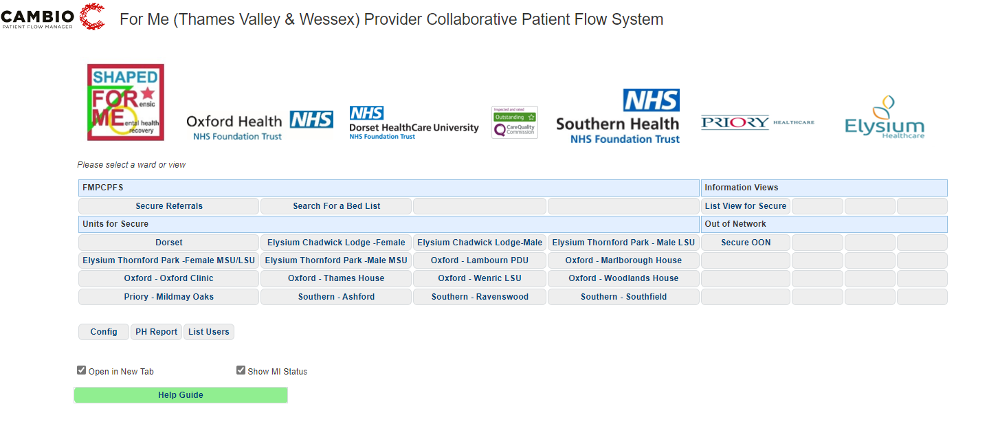 CAMBIO
PATIENT FLOW MANAGER
For Me (Thames Valley & Wessex) Provider Collaborative Patient Flow System
SHAPED
FORensic
MEental health
recovery
Oxford Health NHS
NHS Foundation Trust
NHS
Dorset HealthCare University
NHS Foundation Trust
Inspected and rated
Outstanding
CareQuality
Commission
NHS
Southern Health
NHS Foundation Trust
PRIORY HEALTHCARE
Elysium
Healthcare
Please select a ward or view
FMPCPFS Information Views
Secure Referrals Search For a Bed List List View for Secure
Units for Secure Out of Network
Dorset Elysium Chadwick Lodge -Female Elysium Chadwick Lodge-Male Elysium Thornford Park - Male LSU Secure OON
Elysium Thornford Park -Female MSU/LSU Elysium Thornford Park -Male MSU Oxford - Lambourn PDU Oxford - Marlborough House
Oxford - Oxford Clinic Oxford - Thames House Oxford - Wenric LSU Oxford - Woodlands House
Priory - Mildmay Oaks Southern - Ashford Southern - Ravenswood Southern - Southfield
Config PH Report List Users
Open in New Tab Show MI Status
Help Guide